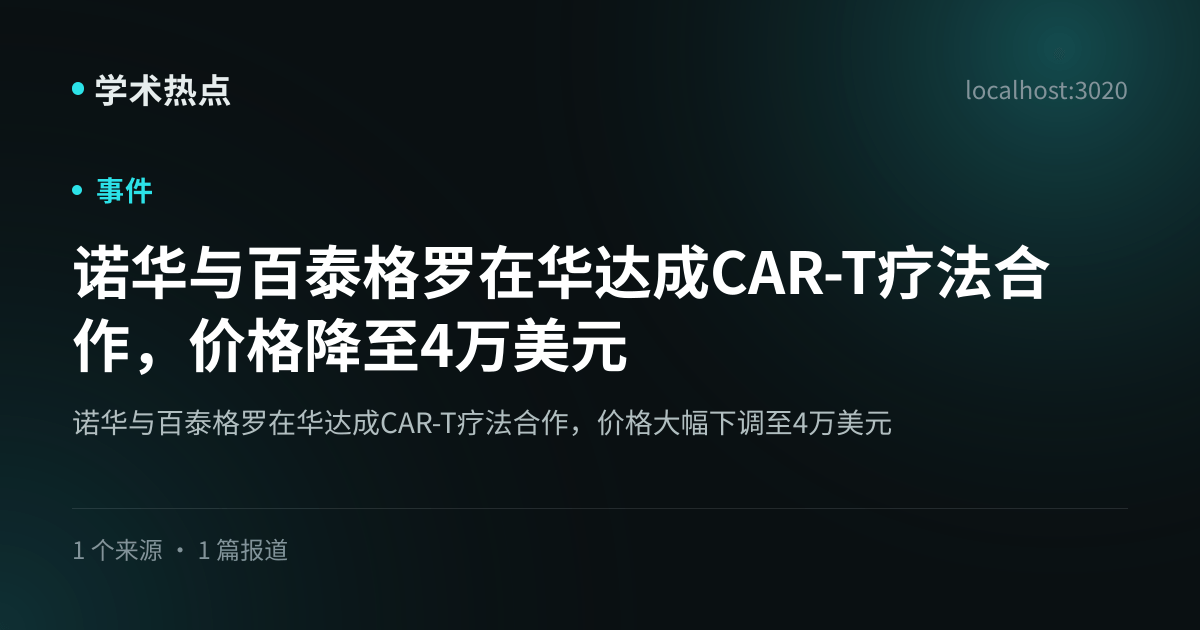 学术热点
localhost:3020
事件
诺华与百泰格罗在华达成CAR-T疗法合
作，价格降至4万美元
诺华与百泰格罗在华达成CAR-T疗法合作，价格大幅下调至4万美元
1 个来源 · 1 篇报道